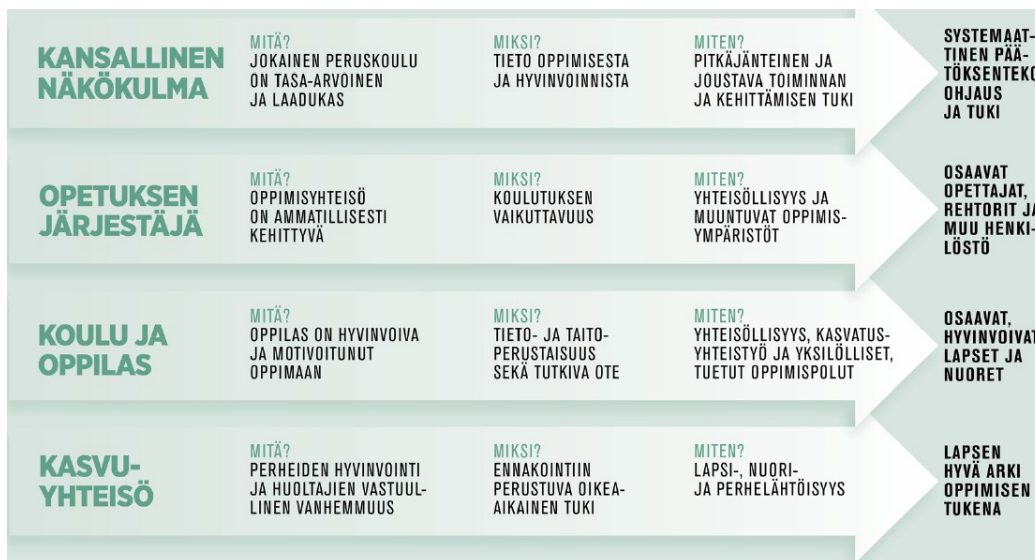 KANSALLINEN
NÄKÖKULMA
MITÄ?
JOKAINEN PERUSKOULU
ON TASA-ARVOINEN
JA LAADUKAS
MIKSI?
TIETO OPPIMISESTA
JA HYVINVOINNISTA
MITEN?
PITKÄJÄNTEINEN JA
JOUSTAVA TOIMINNAN
JA KEHITTÄMISEN TUKI
SYSTEMAAT-
TINEN PÄÄ-
TÖKSENTEKO
OHJAUS
JA TUKI
OPETUKSEN
JÄRJESTÄJÄ
MITÄ?
OPPIMISYHTEISÖ
ON AMMATILLISESTI
KEHITTYVÄ
MIKSI?
KOULUTUKSEN
VAIKUTTAVUUS
MITEN?
YHTEISÖLLISYYS JA
MUUNTUVAT OPPIMIS-
YMPÄRISTÖT
OSAAVAT
OPETTAJAT,
REHTORIT JA
MUU HENKI-
LÖSTÖ
KOULU JA
OPPILAS
MITÄ?
OPPILAS ON HYVINVOIVA
JA MOTIVOITUNUT
OPPIMAAN
MIKSI?
TIETO- JA TAITO-
PERUSTAISUUS
SEKÄ TUTKIVA OTE
MITEN?
YHTEISÖLLISYYS, KASVATUS-
YHTEISTYÖ JA YKSILÖLLISET,
TUETUT OPPIMISPOLUT
OSAAVAT,
HYVINVOIVAT
LAPSET JA
NUORET
KASVU-
YHTEISÖ
MITÄ?
PERHEIDEN HYVINVOINTI
JA HUOLTAJIEN VASTUUL-
LINEN VANHEMMUUS
MIKSI?
ENNAKOINTIIN
PERUSTUVA OIKEA-
AIKAINEN TUKI
MITEN?
LAPSI-, NUORI-
JA PERHELÄHTÖISYYS
LAPSEN
HYVÄ ARKI
OPPIMISEN
TUKENA